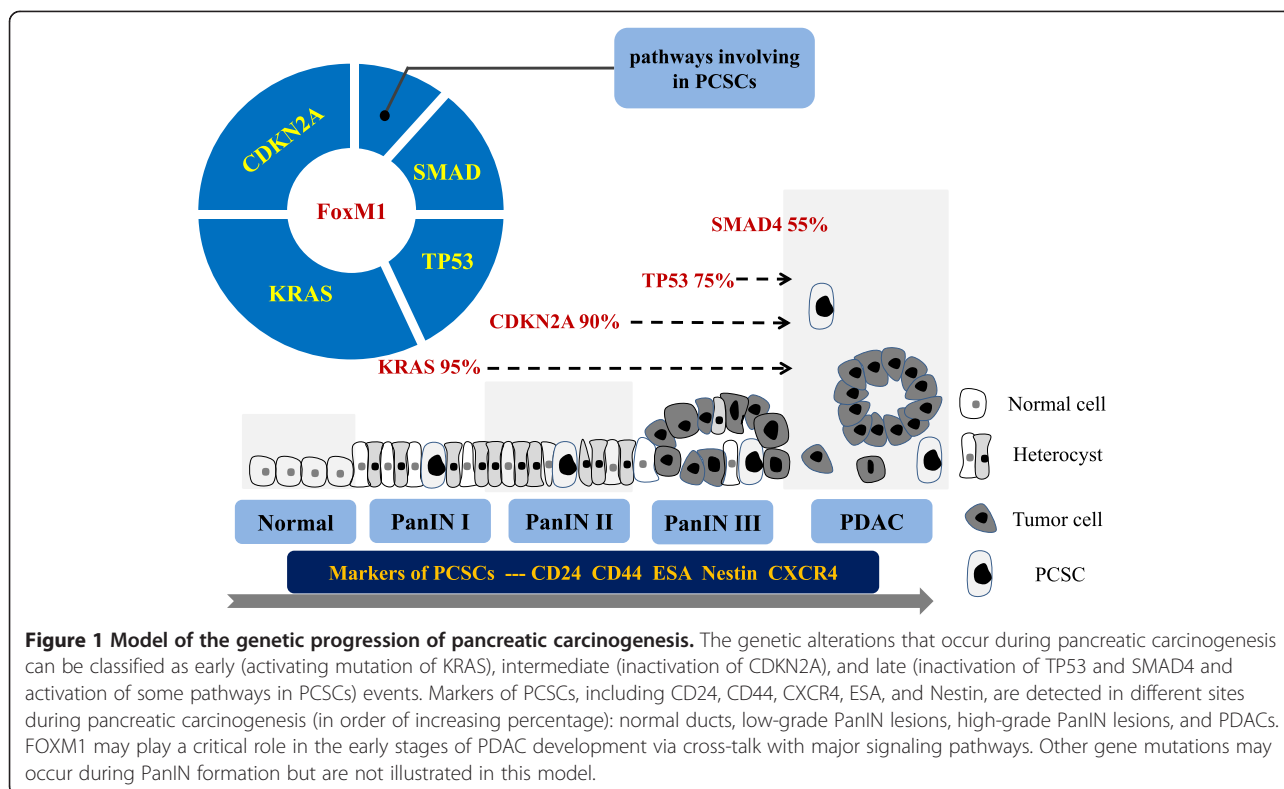 pathways involving
in PCSCs
CDKN2A
SMAD
FoxM1
TP53
KRAS
SMAD4 55%
TP53 75%
CDKN2A 90%
KRAS 95%
Normal cell
Heterocyst
Tumor cell
PCSC
Normal
PanIN I
PanIN II
PanIN III
PDAC
Markers of PCSCs --- CD24 CD44 ESA Nestin CXCR4
Figure 1 Model of the genetic progression of pancreatic carcinogenesis. The genetic alterations that occur during pancreatic carcinogenesis
can be classified as early (activating mutation of KRAS), intermediate (inactivation of CDKN2A), and late (inactivation of TP53 and SMAD4 and
activation of some pathways in PCSCs) events. Markers of PCSCs, including CD24, CD44, CXCR4, ESA, and Nestin, are detected in different sites
during pancreatic carcinogenesis (in order of increasing percentage): normal ducts, low-grade PanIN lesions, high-grade PanIN lesions, and PDACs.
FOXM1 may play a critical role in the early stages of PDAC development via cross-talk with major signaling pathways. Other gene mutations may
occur during PanIN formation but are not illustrated in this model.